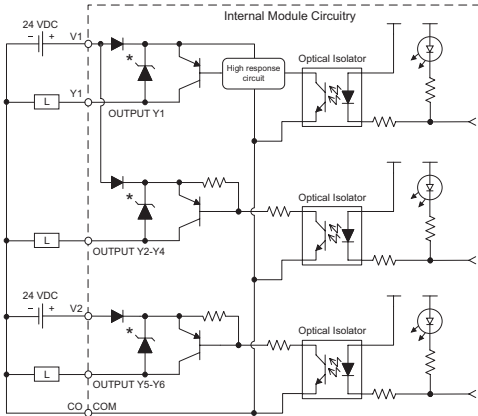 Internal Module Circuitry
24 VDC
− +
V1
*
High response
circuit
Optical Isolator
L
Y1
OUTPUT Y1
*
Optical Isolator
L
OUTPUT Y2-Y4
24 VDC
− +
V2
*
Optical Isolator
L
OUTPUT Y5-Y6
CO
COM